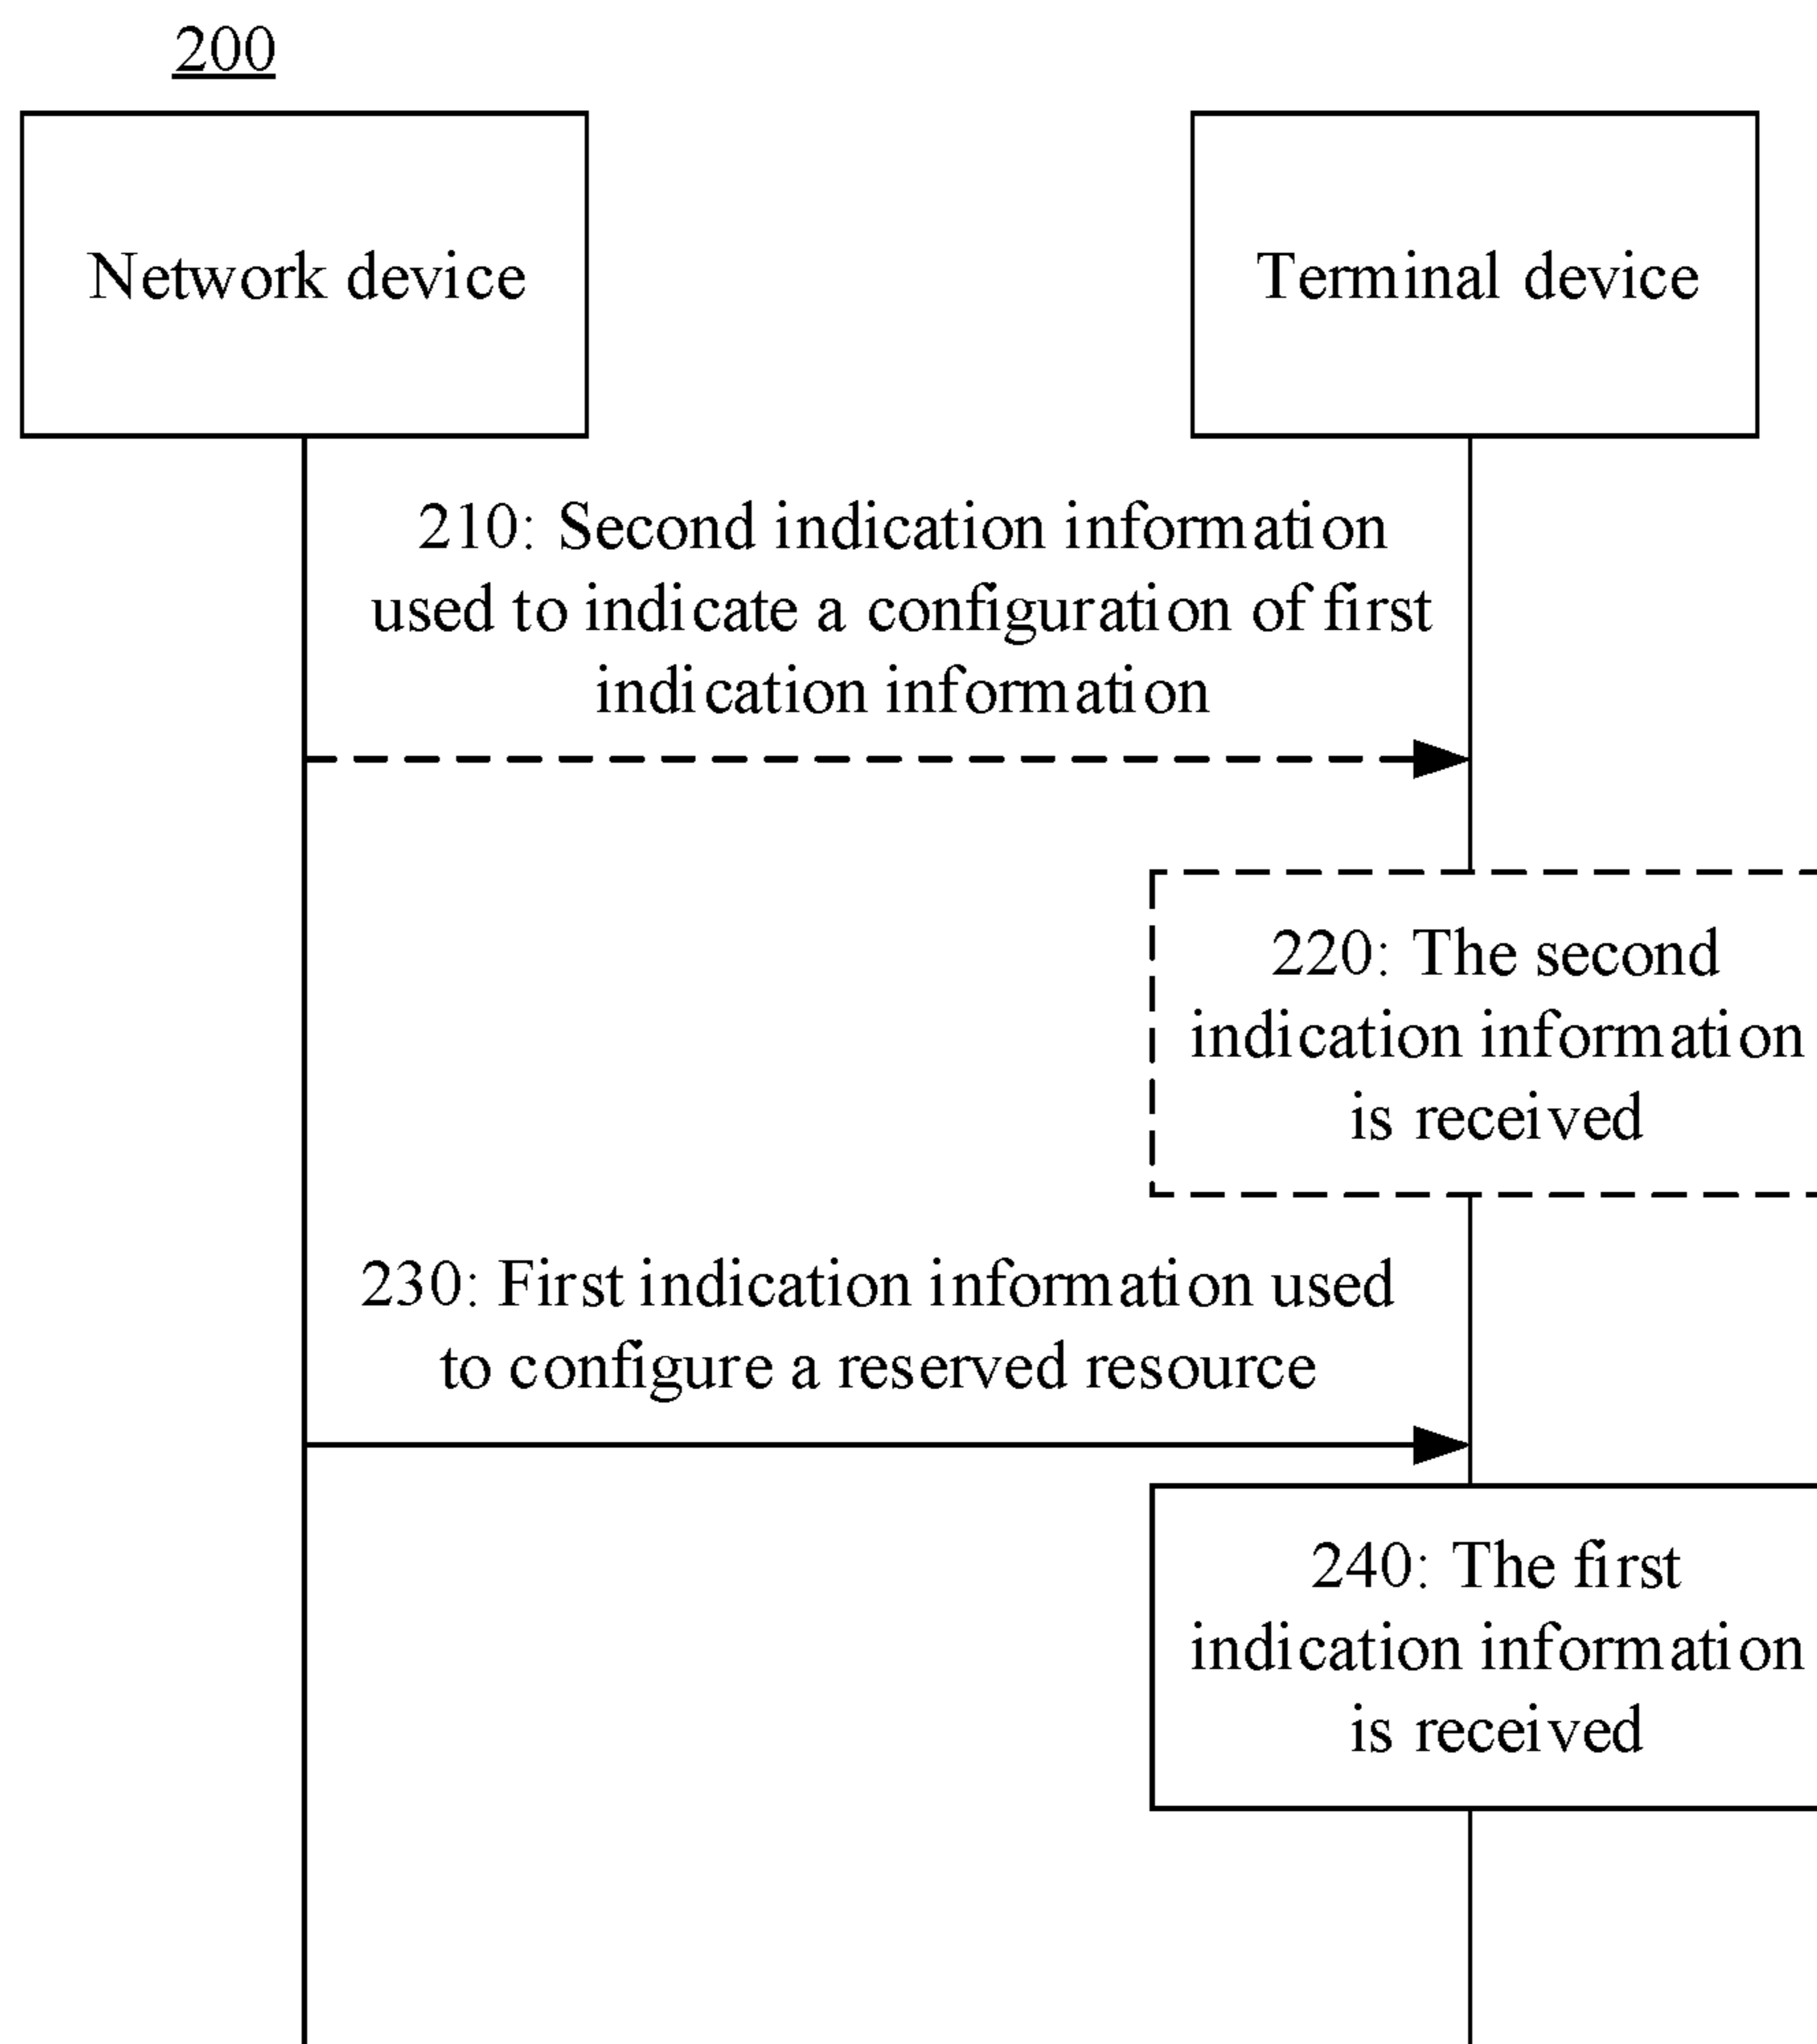 200
Network device
Terminal device
210: Second indication information
used to indicate a configuration of first
indication information
220: The second
indication information
is received
230: First indication information used
to configure a reserved resource
240: The first
indication information
is received